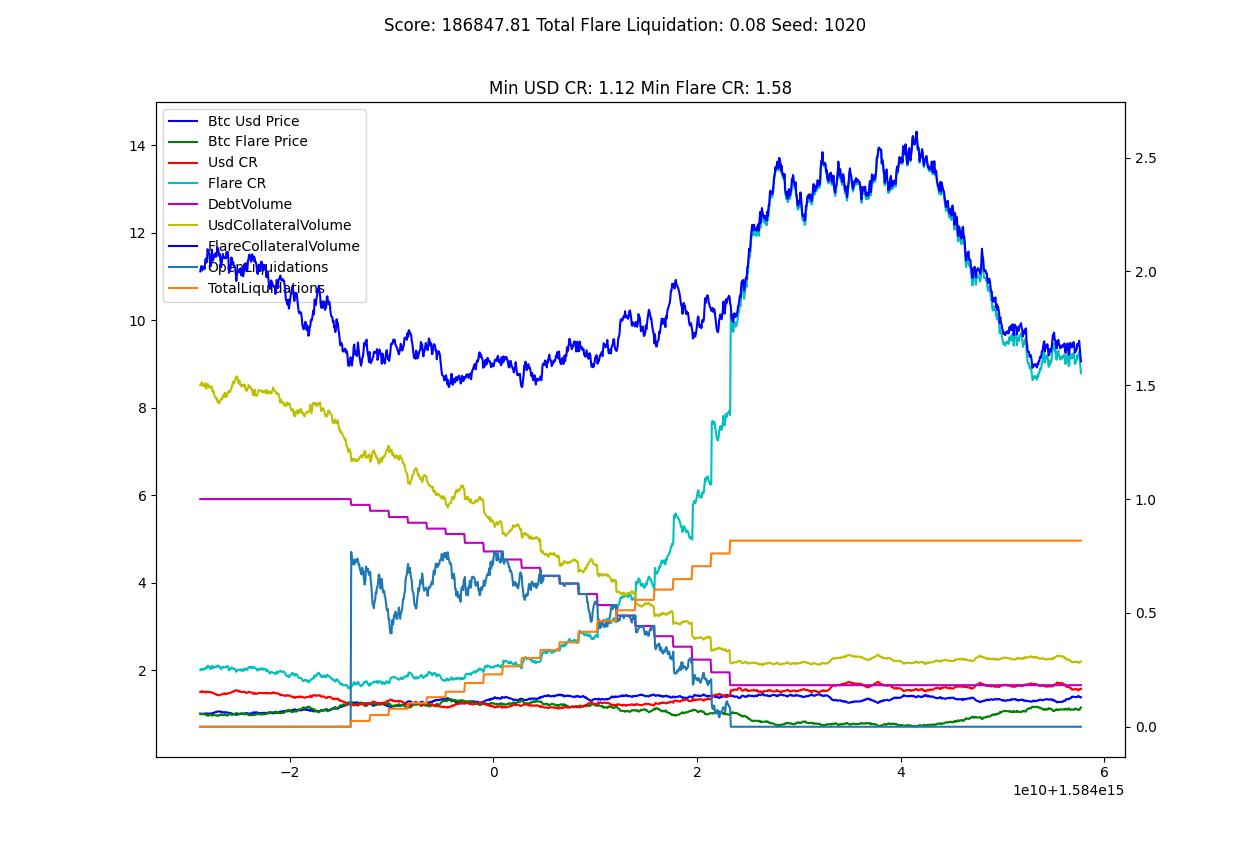 Score: 186847.81 Total Flare Liquidation: 0.08 Seed: 1020
Min USD CR: 1.12 Min Flare CR: 1.58
Btc Usd Price
Btc Flare Price
Usd CR
Flare CR
DebtVolume
UsdCollateralVolume
FlareCollateralVolume
OpenLiquidations
TotalLiquidations
14
12
10
8
6
4
2
2.5
2.0
1.5
1.0
0.5
0.0
−2
0
2
4
6
1e10+1.584e15